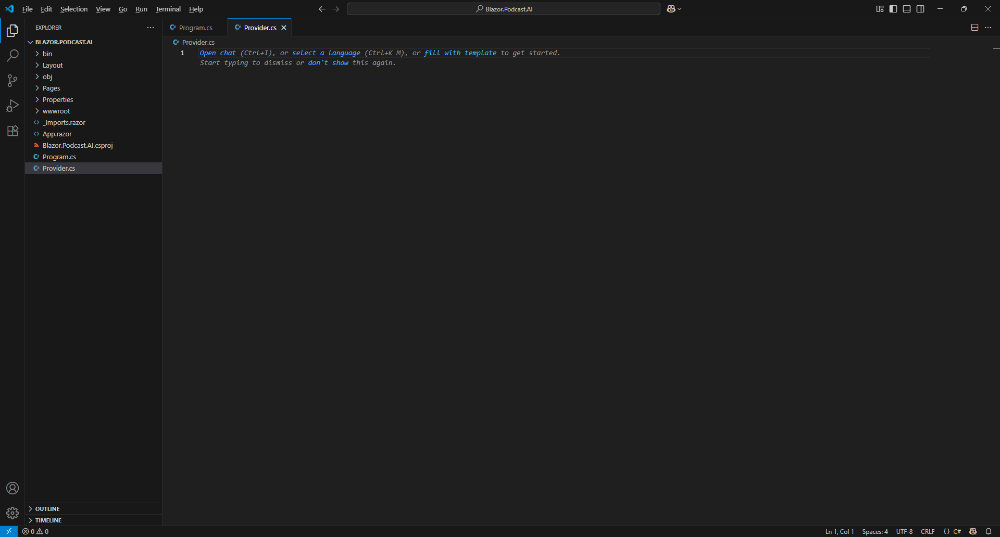 File Edit Selection View Go Run Terminal Help
Blazor.Podcast.AI
EXPLORER
BLAZOR.PODCAST.AI
bin
Layout
obj
Pages
Properties
wwwroot
_Imports.razor
App.razor
Blazor.Podcast.AI.csproj
C# Program.cs
C# Provider.cs
OUTLINE
TIMELINE
C# Program.cs
C# Provider.cs
C# Provider.cs
1 Open chat (Ctrl+I), or select a language (Ctrl+K M), or fill with template to get started.
Start typing to dismiss or don't show this again.
0 0
Ln 1, Col 1 Spaces: 4 UTF-8 CRLF {} C#